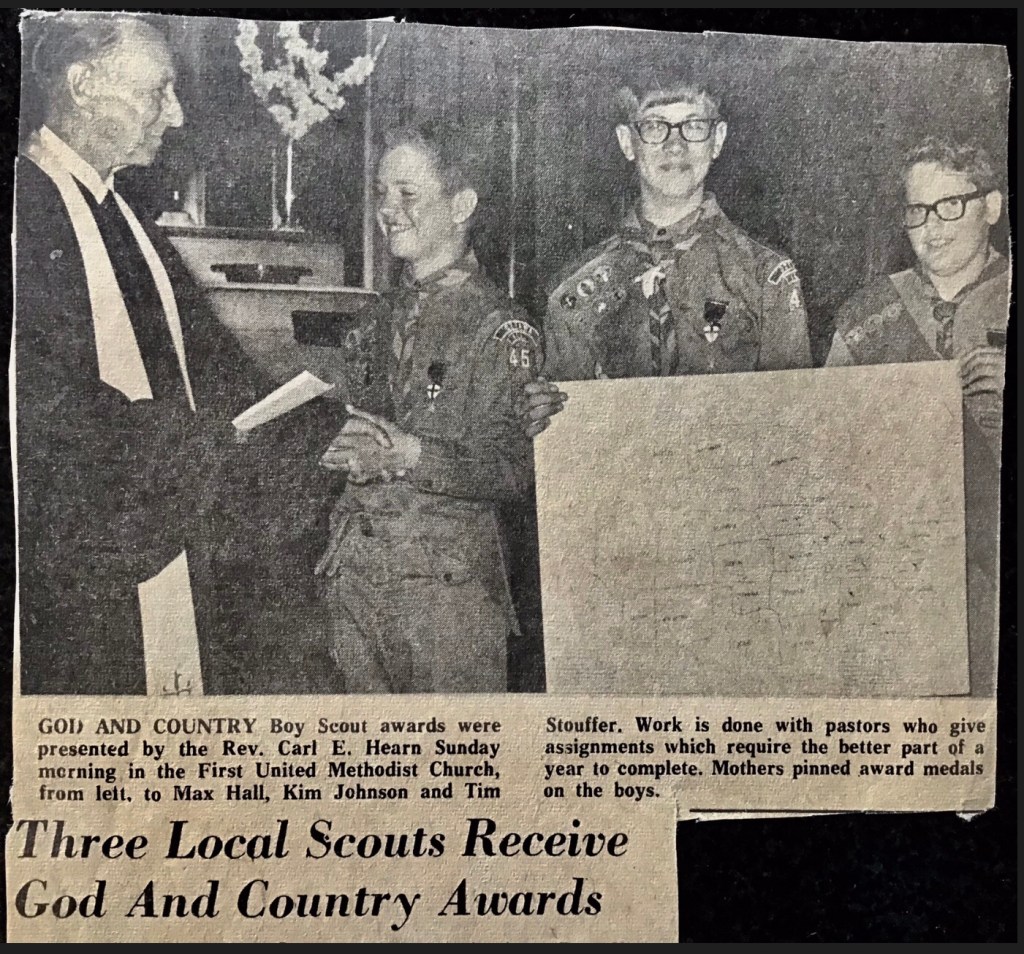 45
4
GOD AND COUNTRY Boy Scout awards were
presented by the Rev. Carl E. Hearn Sunday
morning in the First United Methodist Church,
from left, to Max Hall, Kim Johnson and Tim
Stouffer. Work is done with pastors who give
assignments which require the better part of a
year to complete. Mothers pinned award medals
on the boys.
Three Local Scouts Receive
God And Country Awards